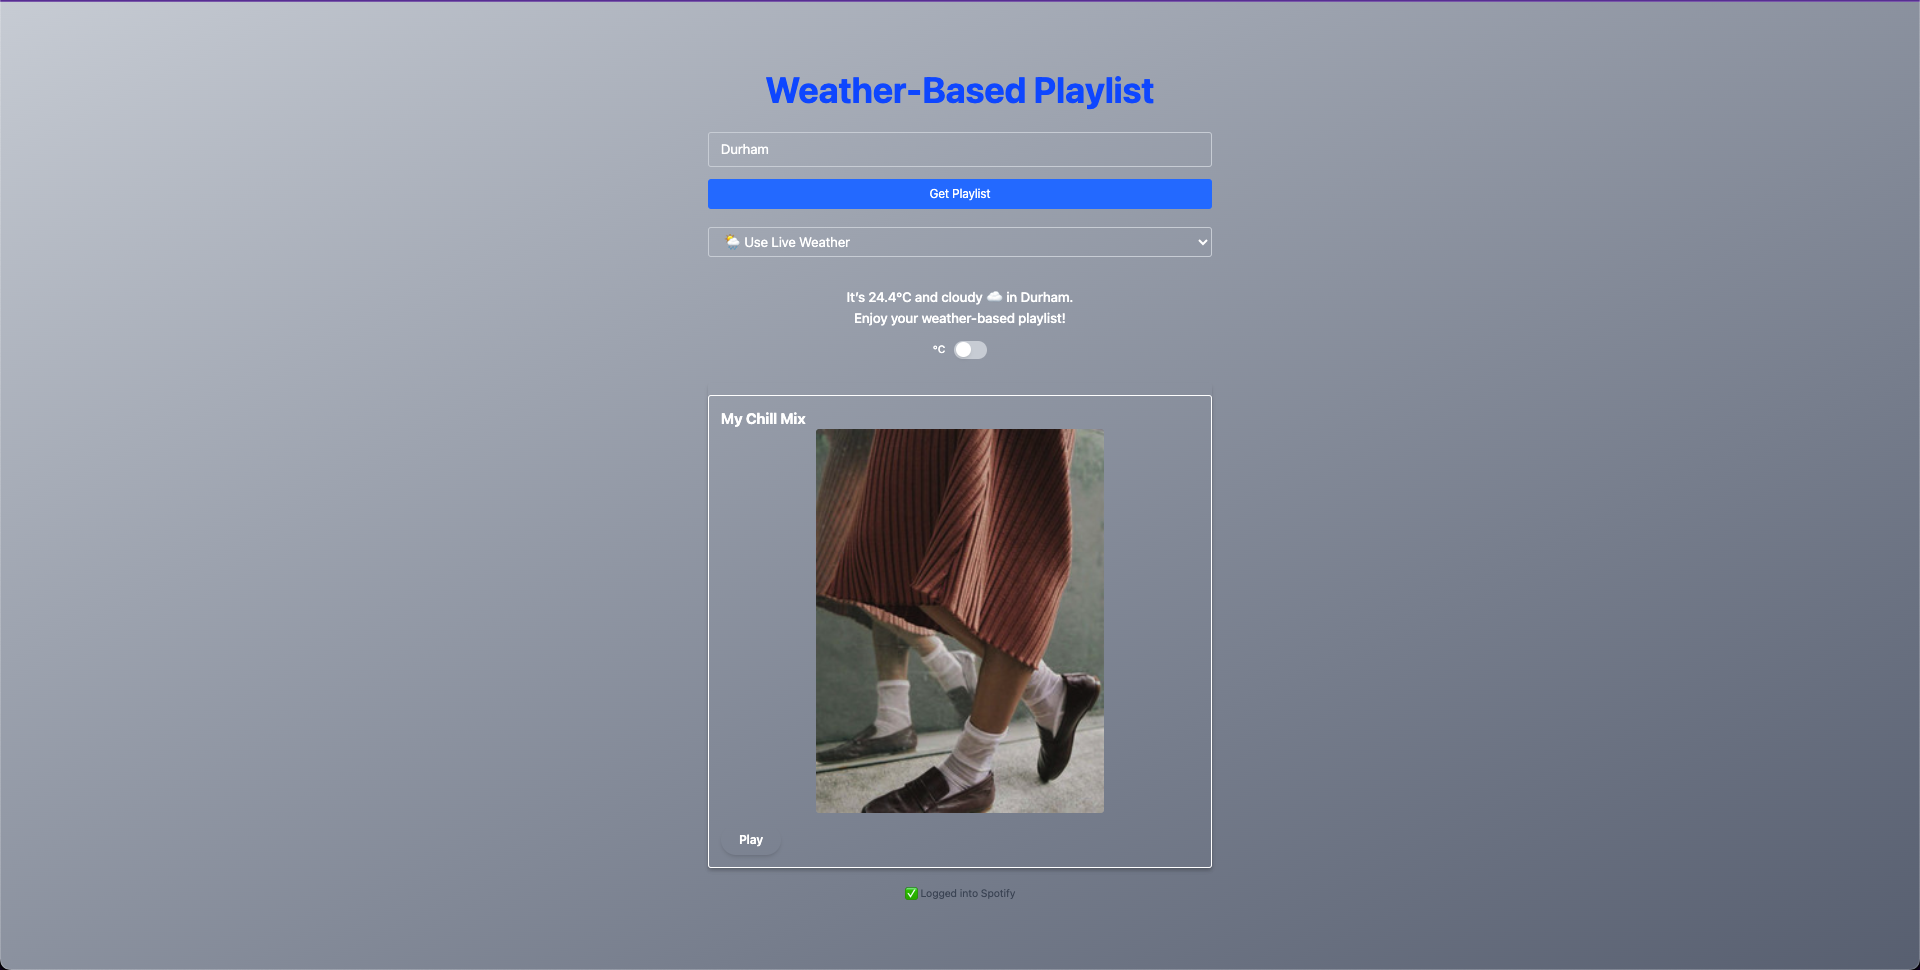 Weather-Based Playlist
Durham
Get Playlist
🌦️ Use Live Weather
It's 24.4°C and cloudy ☁️ in Durham.
Enjoy your weather-based playlist!
°C
My Chill Mix
Play
✅ Logged into Spotify